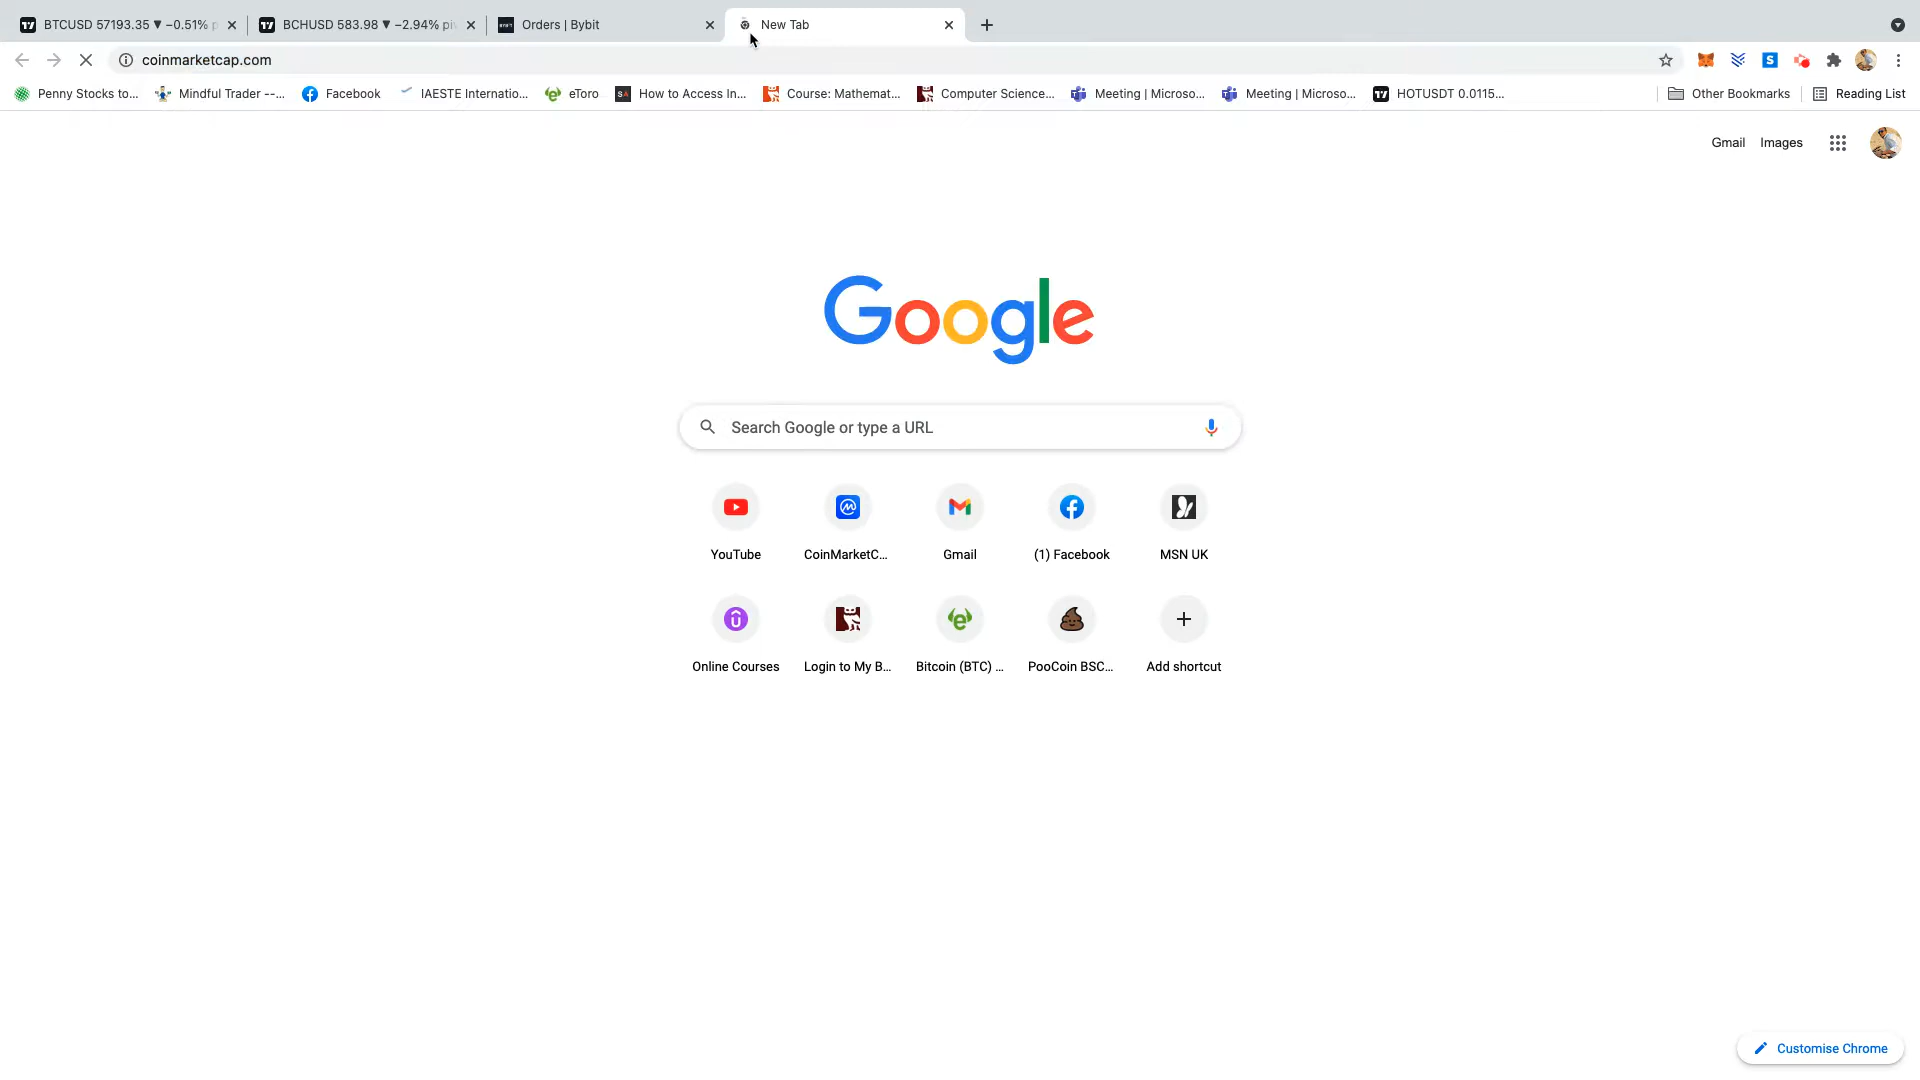 BTCUSD 57193.35 ▼ −0.51%
BCHUSD 583.98 ▼ −2.94%
Orders | Bybit
New Tab
coinmarketcap.com
Penny Stocks to...
Mindful Trader --...
Facebook
IAESTE Internatio...
eToro
How to Access In...
Course: Mathemat...
Computer Science...
Meeting | Microso...
Meeting | Microso...
HOTUSDT 0.0115...
Other Bookmarks
Reading List
Gmail
Images
Google
Search Google or type a URL
YouTube
CoinMarketC...
Gmail
(1) Facebook
MSN UK
Online Courses
Login to My B...
Bitcoin (BTC) ...
PooCoin BSC...
Add shortcut
Customise Chrome